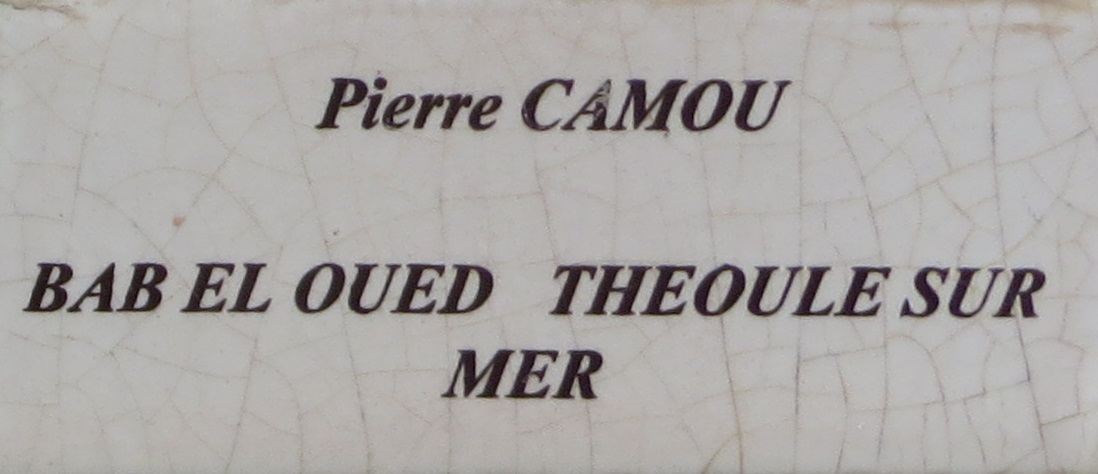 Pierre CAMOU
BAB EL OUED THEOULE SUR
MER